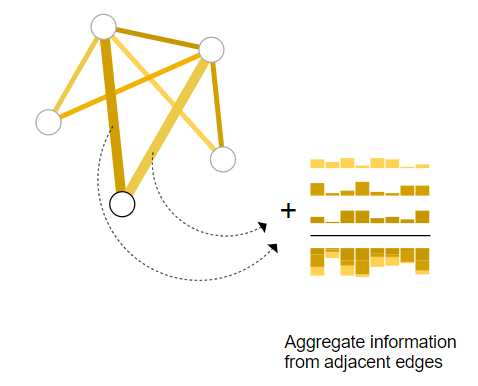 +
Aggregate information
from adjacent edges